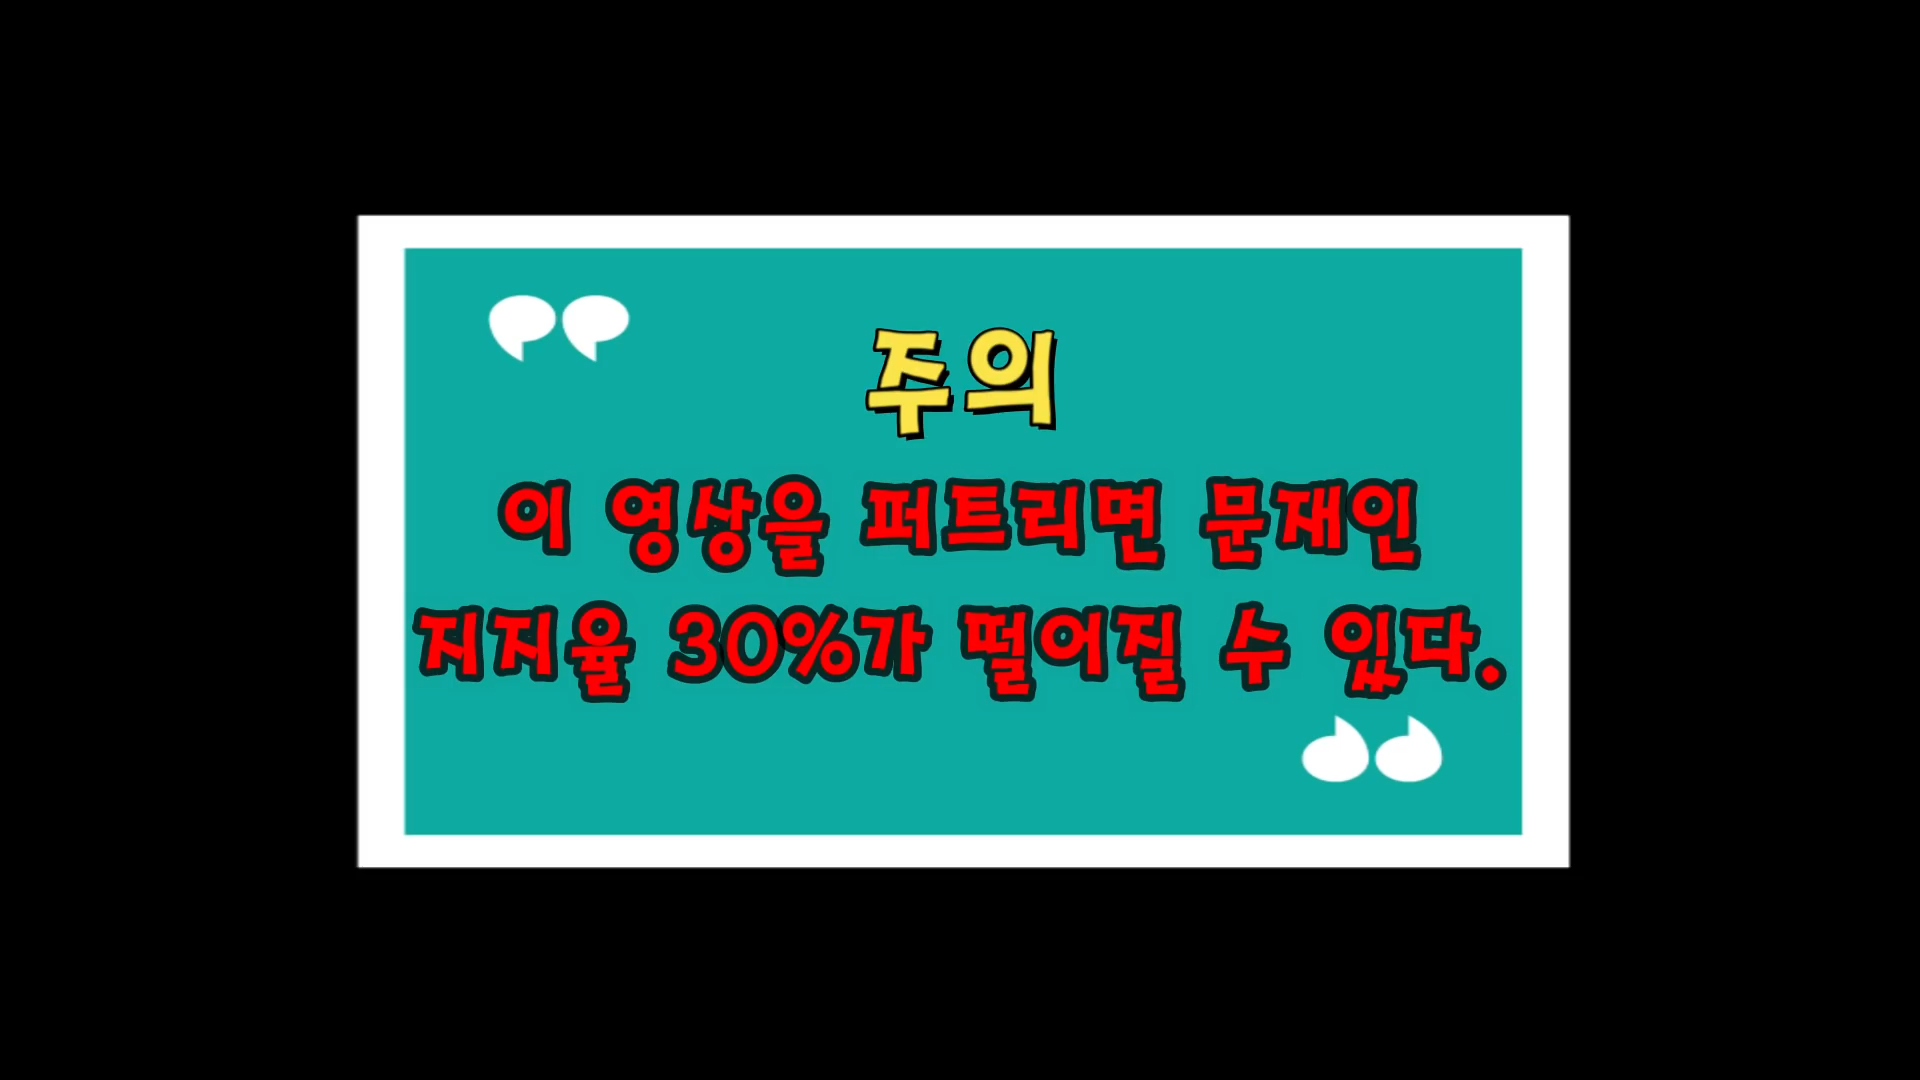 주의
이 영상을 퍼트리면 문재인
지지율 30%가 떨어질 수 있다.